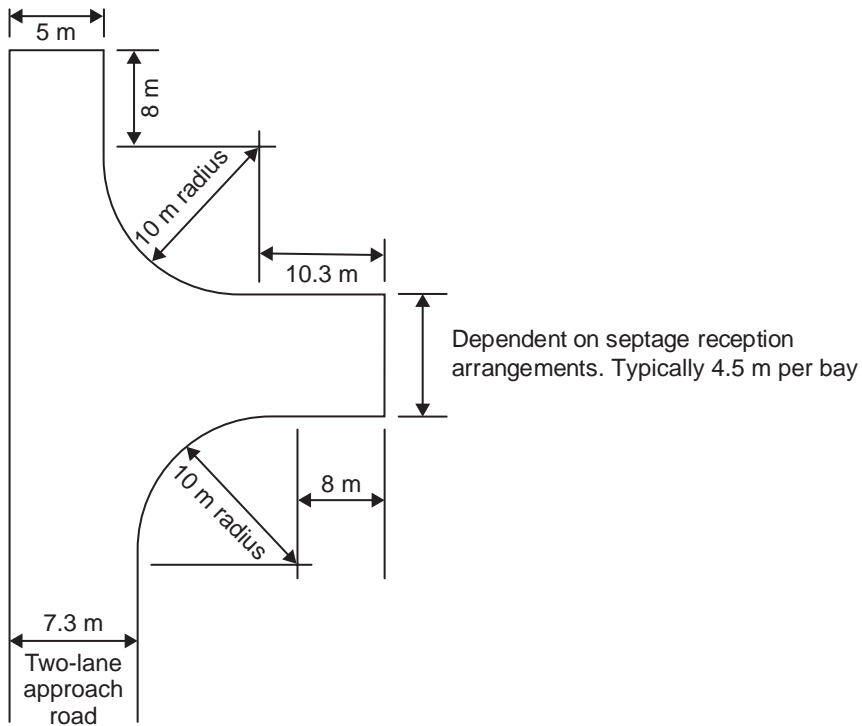 5 m
8 m
10 m radius
10.3 m
Dependent on septage reception
arrangements. Typically 4.5 m per bay
10 m radius
8 m
7.3 m
Two-lane
approach
road